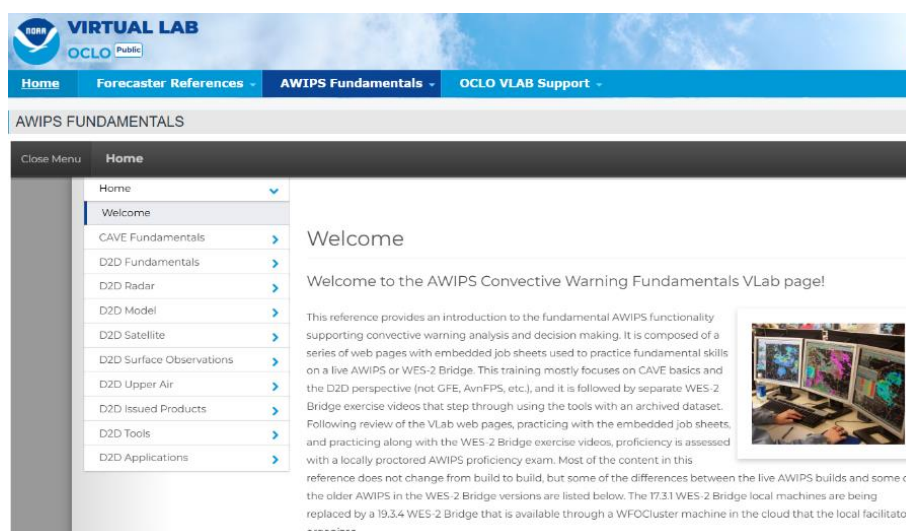 NOAA
VIRTUAL LAB
OCLO Public
Home Forecaster References AWIPS Fundamentals OCLO VLAB Support
AWIPS FUNDAMENTALS
Close Menu Home
Home
Welcome
CAVE Fundamentals
D2D Fundamentals
D2D Radar
D2D Model
D2D Satellite
D2D Surface Observations
D2D Upper Air
D2D Issued Products
D2D Tools
D2D Applications
Welcome
Welcome to the AWIPS Convective Warning Fundamentals VLab page!
This reference provides an introduction to the fundamental AWIPS functionality
supporting convective warning analysis and decision making. It is composed of a
series of web pages with embedded job sheets used to practice fundamental skills
on a live AWIPS or WES-2 Bridge. This training mostly focuses on CAVE basics and
the D2D perspective (not GFE, AvnFPS, etc.), and it is followed by separate WES-2
Bridge exercise videos that step through using the tools with an archived dataset.
Following review of the VLab web pages, practicing with the embedded job sheets,
and practicing along with the WES-2 Bridge exercise videos, proficiency is assessed
with a locally proctored AWIPS proficiency exam. Most of the content in this
reference does not change from build to build, but some of the differences between the live AWIPS builds and some
the older AWIPS in the WES-2 Bridge versions are listed below. The 17.3.1 WES-2 Bridge local machines are being
replaced by a 19.3.4 WES-2 Bridge that is available through a WFOCluster machine in the cloud that the local facilitato